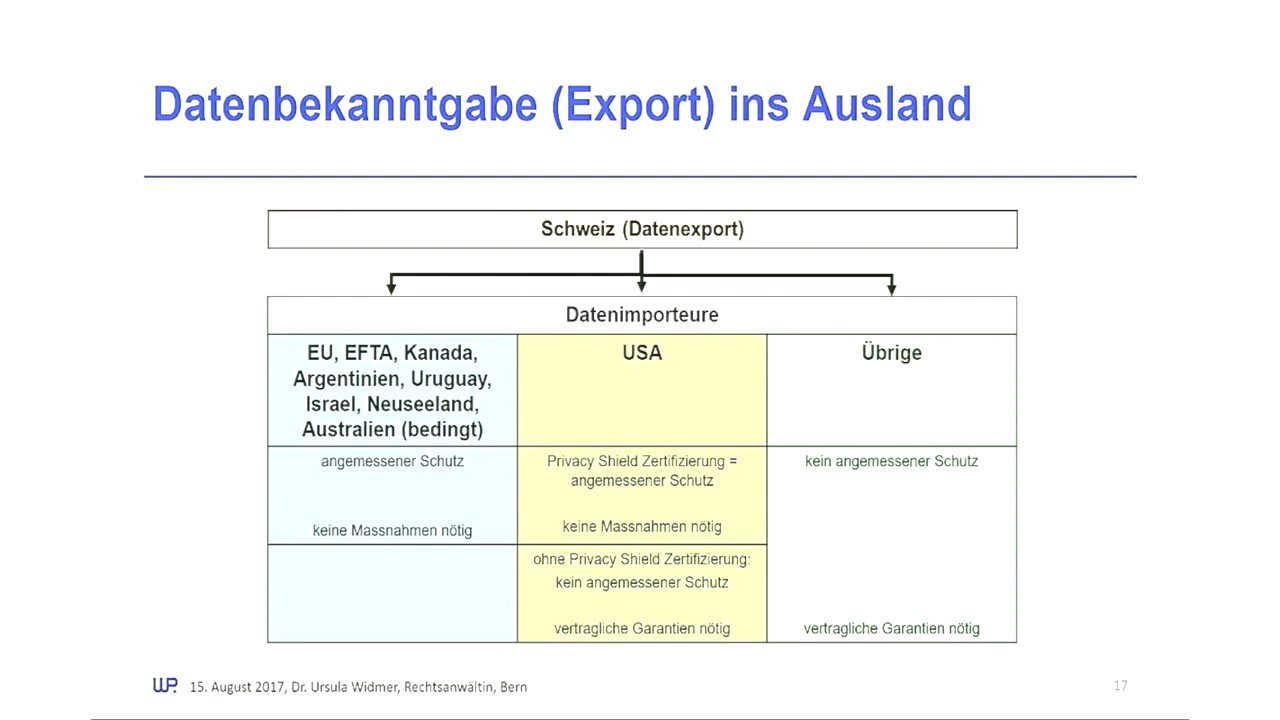 Datenbekanntgabe (Export) ins Ausland
Schweiz (Datenexport)
Datenimporteure
EU, EFTA, Kanada,
Argentinien, Uruguay,
Israel, Neuseeland,
Australien (bedingt)
USA
Übrige
angemessener Schutz
keine Massnahmen nötig
Privacy Shield Zertifizierung =
angemessener Schutz
keine Massnahmen nötig
kein angemessener Schutz
ohne Privacy Shield Zertifizierung:
kein angemessener Schutz
vertragliche Garantien nötig
vertragliche Garantien nötig
WP. 15. August 2017, Dr. Ursula Widmer, Rechtsanwältin, Bern
17